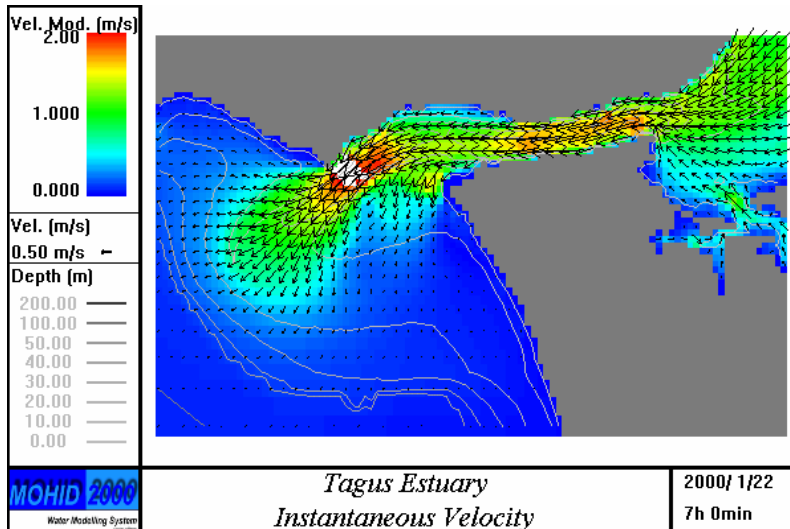 Vel. Mod. (m/s)
2.00
1.000
0.000
Vel. (m/s)
0.50 m/s
Depth (m)
200.00
100.00
50.00
40.00
30.00
20.00
10.00
0.00
MOHID 2000
Water Modelling System
Tagus Estuary
Instantaneous Velocity
2000/ 1/22
7h 0min